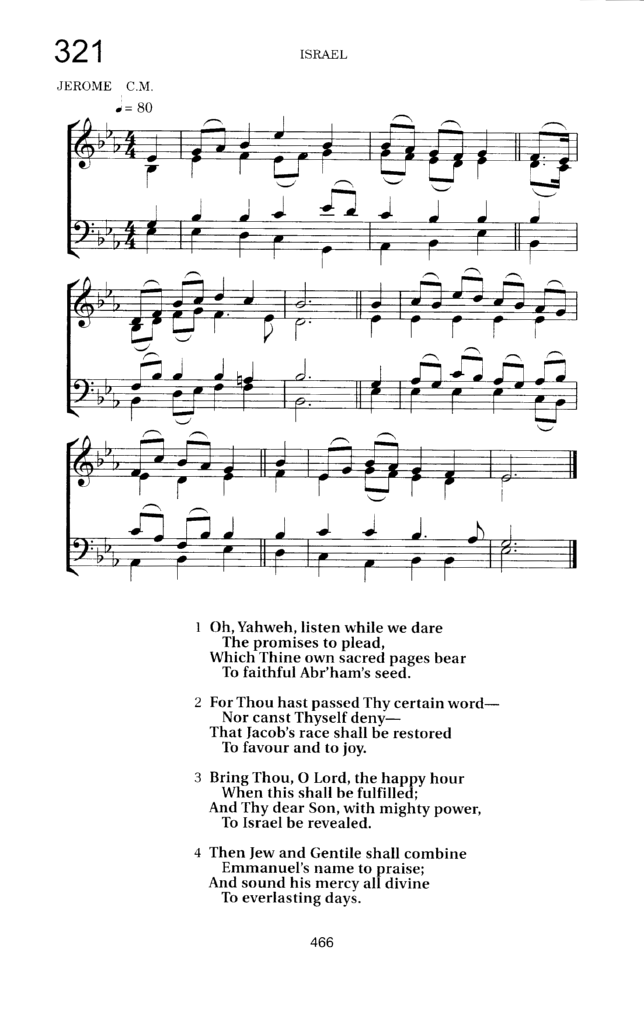 321
ISRAEL
JEROME C.M.
♩= 80
1 Oh, Yahweh, listen while we dare
The promises to plead,
Which Thine own sacred pages bear
To faithful Abr'ham's seed.
2 For Thou hast passed Thy certain word—
Nor canst Thyself deny—
That Jacob's race shall be restored
To favour and to joy.
3 Bring Thou, O Lord, the happy hour
When this shall be fulfilled;
And Thy dear Son, with mighty power,
To Israel be revealed.
4 Then Jew and Gentile shall combine
Emmanuel's name to praise;
And sound his mercy all divine
To everlasting days.
466